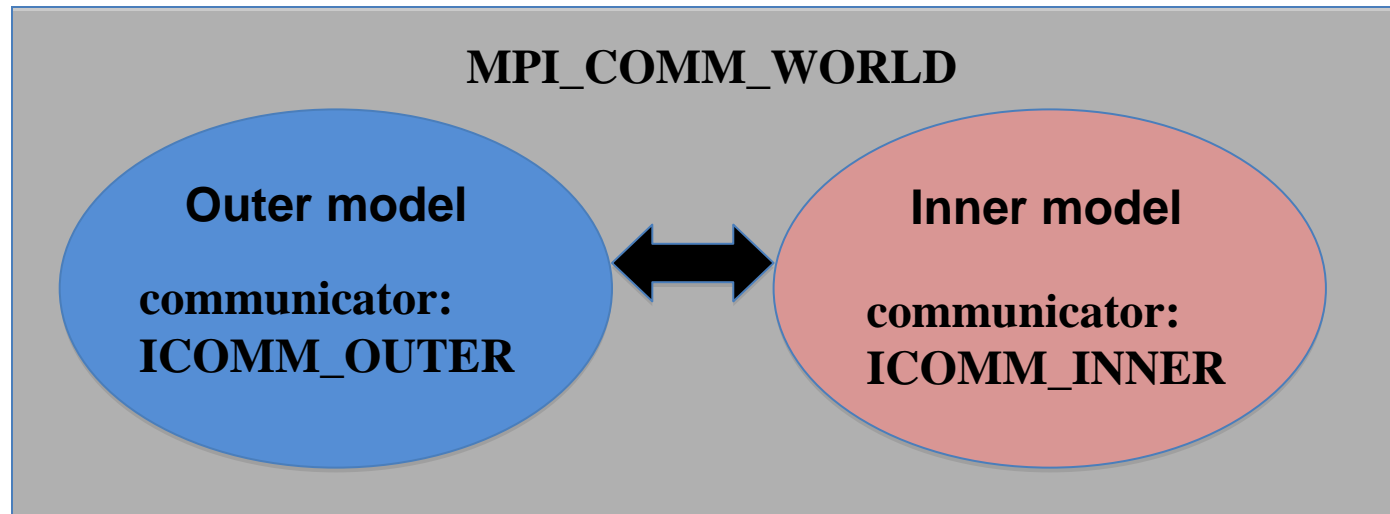 MPI_COMM_WORLD
Outer model
communicator:
ICOMM_OUTER
Inner model
communicator:
ICOMM_INNER